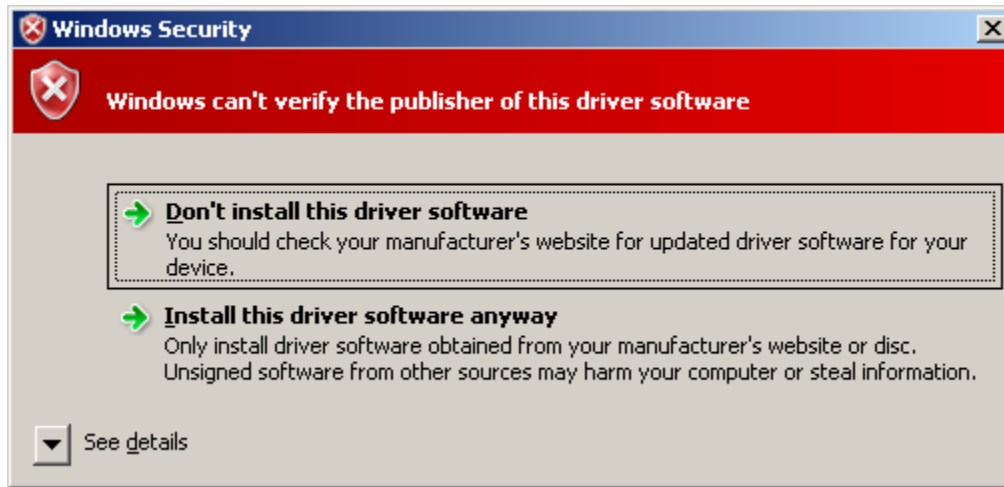 Windows Security
Windows can't verify the publisher of this driver software
Don't install this driver software
You should check your manufacturer's website for updated driver software for your
device.
Install this driver software anyway
Only install driver software obtained from your manufacturer's website or disc.
Unsigned software from other sources may harm your computer or steal information.
See details